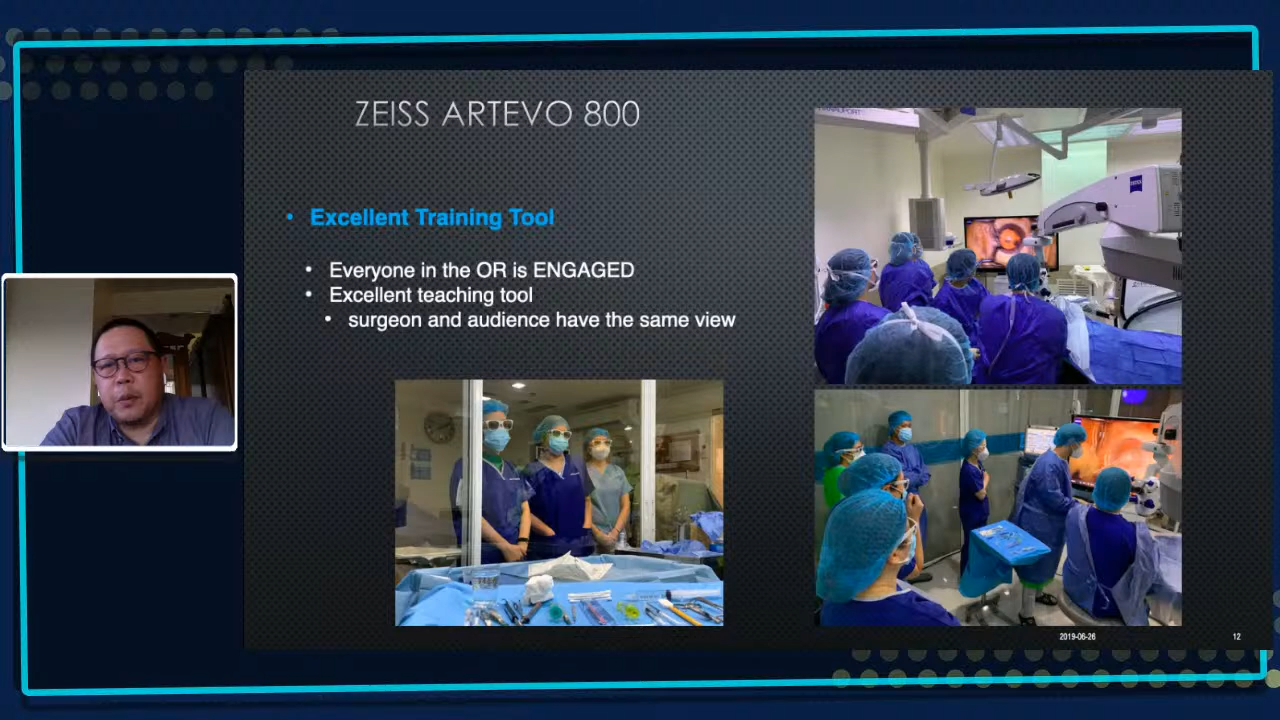 ZEISS ARTEVO 800
• Excellent Training Tool
• Everyone in the OR is ENGAGED
• Excellent teaching tool
• surgeon and audience have the same view
ZEISS
2019-06-26
12